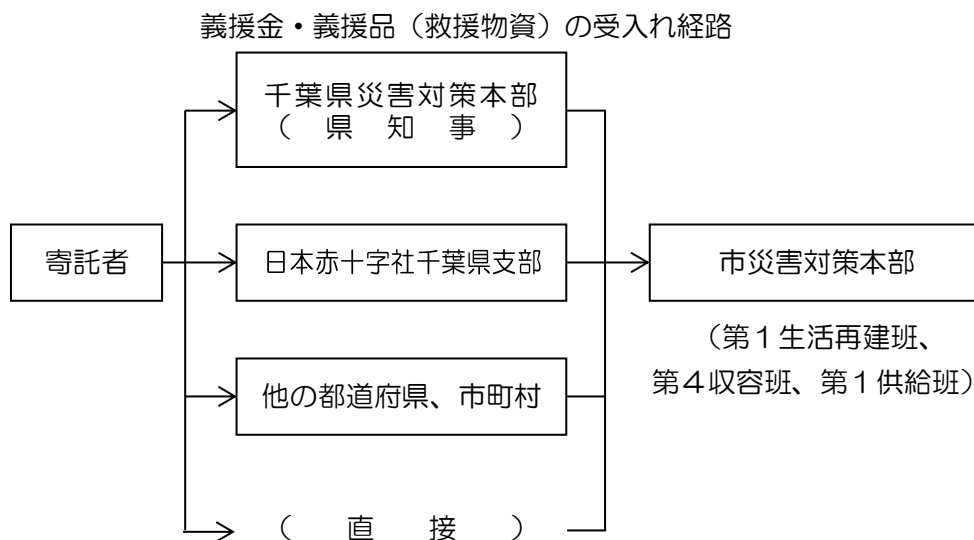 義援金・義援品（救援物資）の受入れ経路
千葉県災害対策本部
（県知事）
寄託者
日本赤十字社千葉県支部
市災害対策本部
（第１生活再建班、
第４収容班、第１供給班）
他の都道府県、市町村
（直接）